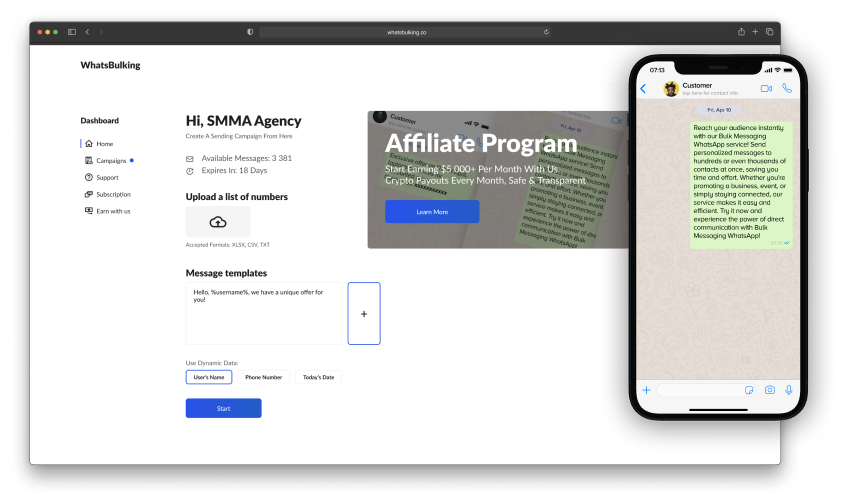 whatsbulking.co
WhatsBulking
Dashboard
Home
Campaigns
Support
Subscription
Earn with us
Hi, SMMA Agency
Create A Sending Campaign From Here
Available Messages: 3 381
Expires In: 18 Days
Upload a list of numbers
Accepted Formats: XLSX, CSV, TXT
Message templates
Hello, %username%, we have a unique offer for
you!
+
Use Dynamic Data:
User's Name
Phone Number
Today's Date
Start
Customer
Fri, Apr 10
Affiliate Program
Start Earning $5 000+ Per Month With Us.
Crypto Payouts Every Month, Safe & Transparent
Learn More
07:13
Customer
tap here for contact info
Fri, Apr 10
Reach your audience instantly
with our Bulk Messaging
WhatsApp service! Send
personalized messages to
hundreds or even thousands of
contacts at once, saving you
time and effort. Whether you're
promoting a business, event, or
simply staying connected, our
service makes it easy and
efficient. Try it now and
experience the power of direct
communication with Bulk
Messaging WhatsApp!